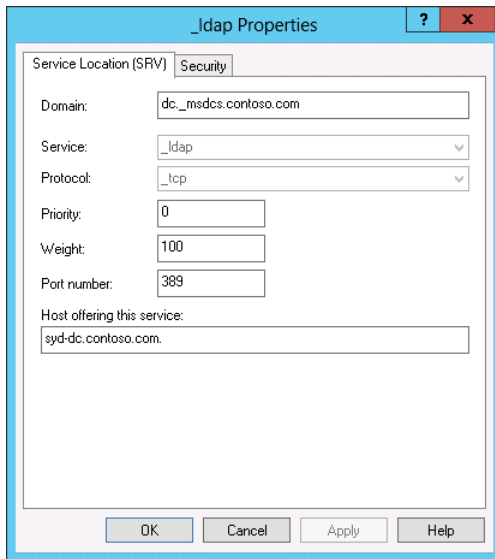 _ldap Properties
? x
Service Location (SRV) Security
Domain: dc._msdcs.contoso.com
Service: _ldap
Protocol: _tcp
Priority: 0
Weight: 100
Port number: 389
Host offering this service:
syd-dc.contoso.com.
OK Cancel Apply Help